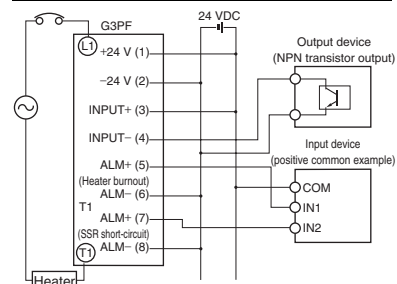 24 VDC
G3PF
L1
+24 V (1)
−24 V (2)
INPUT+ (3)
INPUT− (4)
ALM+ (5)
(Heater burnout)
ALM− (6)
T1
ALM+ (7)
(SSR short-circuit)
T1
ALM− (8)
Heater
Output device
(NPN transistor output)
Input device
(positive common example)
COM
IN1
IN2